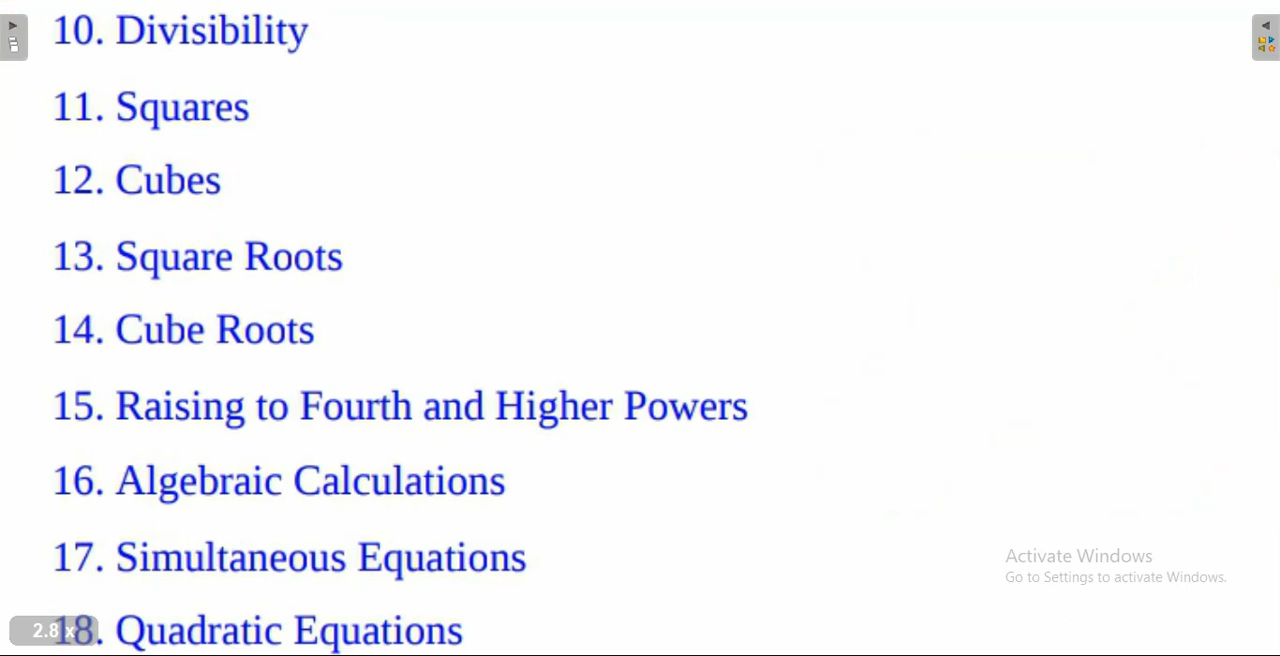 10. Divisibility
11. Squares
12. Cubes
13. Square Roots
14. Cube Roots
15. Raising to Fourth and Higher Powers
16. Algebraic Calculations
17. Simultaneous Equations
Activate Windows
Go to Settings to activate Windows.
18. Quadratic Equations
2.8 x